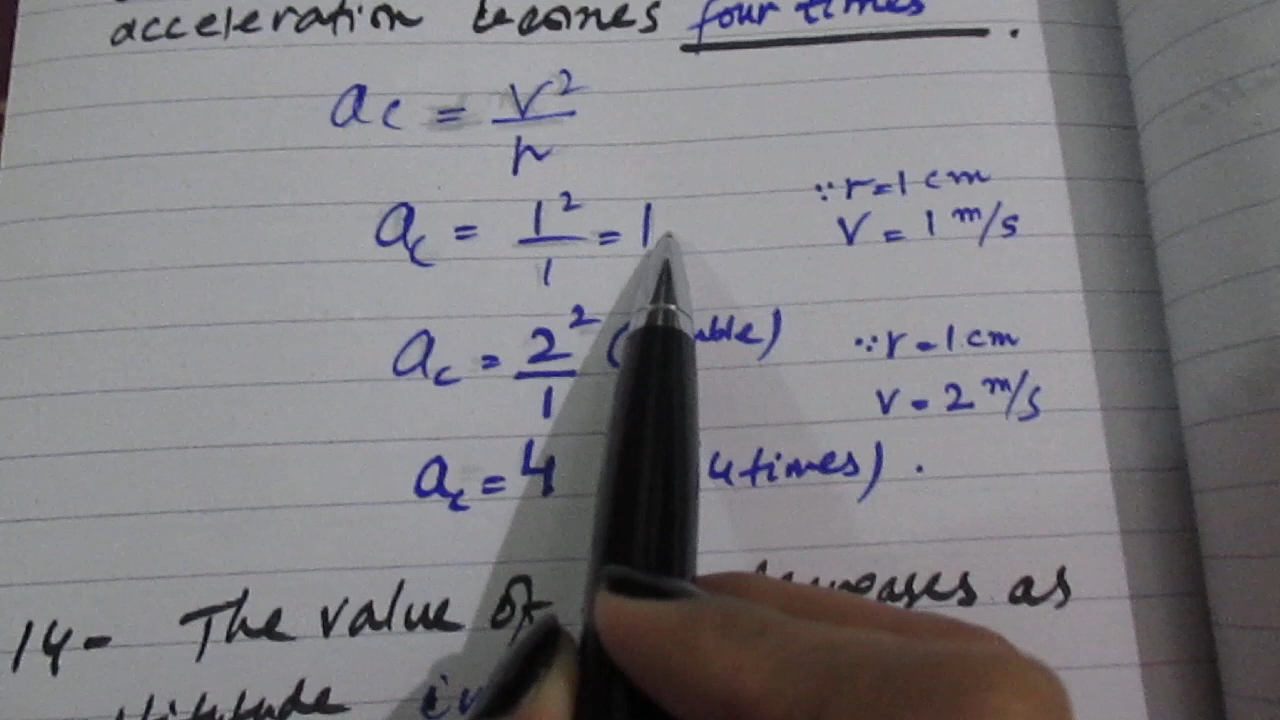 acceleration becomes four times.
ac = v²/r
ac = 1²/1 = 1 ∵ r=1 cm
V = 1 m/s
ac = 2²/1 ∵ r = 1 cm
v = 2 m/s
ac = 4 4 times).
14- The value of as